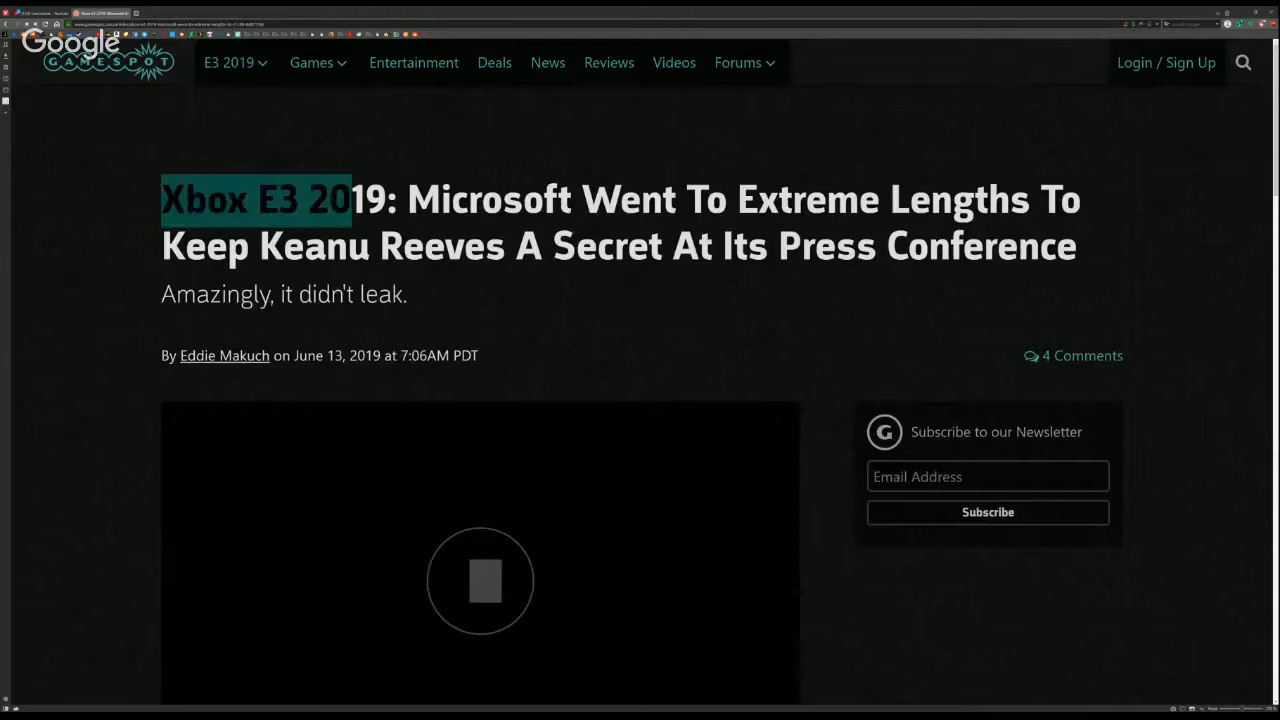 Google
GAMESPOT
E3 2019 Games Entertainment Deals News Reviews Videos Forums Login / Sign Up
Xbox E3 2019: Microsoft Went To Extreme Lengths To
Keep Keanu Reeves A Secret At Its Press Conference
Amazingly, it didn't leak.
By Eddie Makuch on June 13, 2019 at 7:06AM PDT
4 Comments
G Subscribe to our Newsletter
Email Address
Subscribe